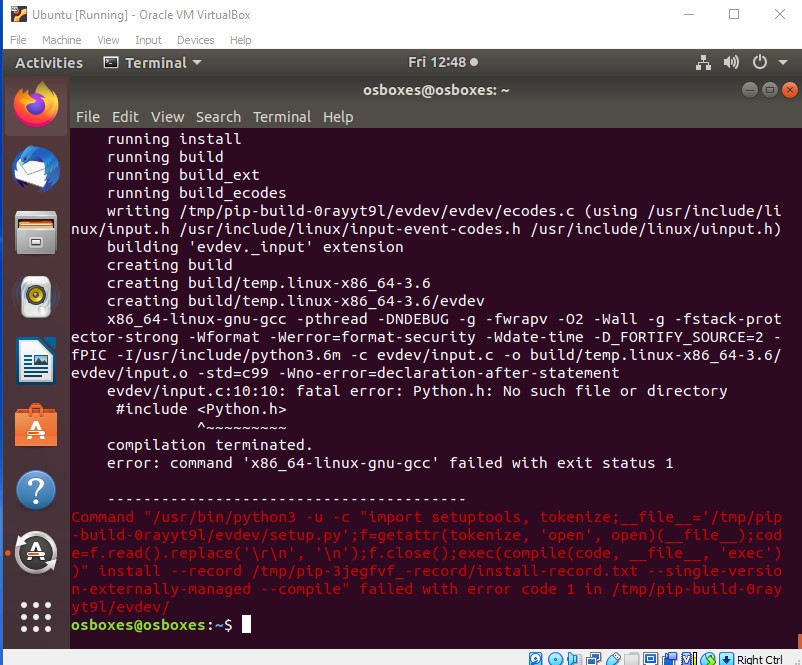 Ubuntu [Running] - Oracle VM VirtualBox
File Machine View Input Devices Help
Activities Terminal Fri 12:48
osboxes@osboxes: ~
File Edit View Search Terminal Help
running install
running build
running build_ext
running build_ecodes
writing /tmp/pip-build-0rayyt9l/evdev/evdev/ecodes.c (using /usr/include/li
nux/input.h /usr/include/linux/input-event-codes.h /usr/include/linux/uinput.h)
building 'evdev._input' extension
creating build
creating build/temp.linux-x86_64-3.6
creating build/temp.linux-x86_64-3.6/evdev
x86_64-linux-gnu-gcc -pthread -DNDEBUG -g -fwrapv -O2 -Wall -g -fstack-prot
ector-strong -Wformat -Werror=format-security -Wdate-time -D_FORTIFY_SOURCE=2 -
fPIC -I/usr/include/python3.6m -c evdev/input.c -o build/temp.linux-x86_64-3.6/
evdev/input.o -std=c99 -Wno-error=declaration-after-statement
evdev/input.c:10:10: fatal error: Python.h: No such file or directory
#include <Python.h>
^~~~~~~~~~
compilation terminated.
error: command 'x86_64-linux-gnu-gcc' failed with exit status 1
----------------------------------------
Command "/usr/bin/python3 -u -c "import setuptools, tokenize;__file__='/tmp/pip
-build-0rayyt9l/evdev/setup.py';f=getattr(tokenize, 'open', open)(__file__);cod
e=f.read().replace('\r\n', '\n');f.close();exec(compile(code, __file__, 'exec')
)" install --record /tmp/pip-3jegfvf_-record/install-record.txt --single-versio
n-externally-managed --compile" failed with error code 1 in /tmp/pip-build-0ray
yt9l/evdev/
osboxes@osboxes:~$
Right Ctrl